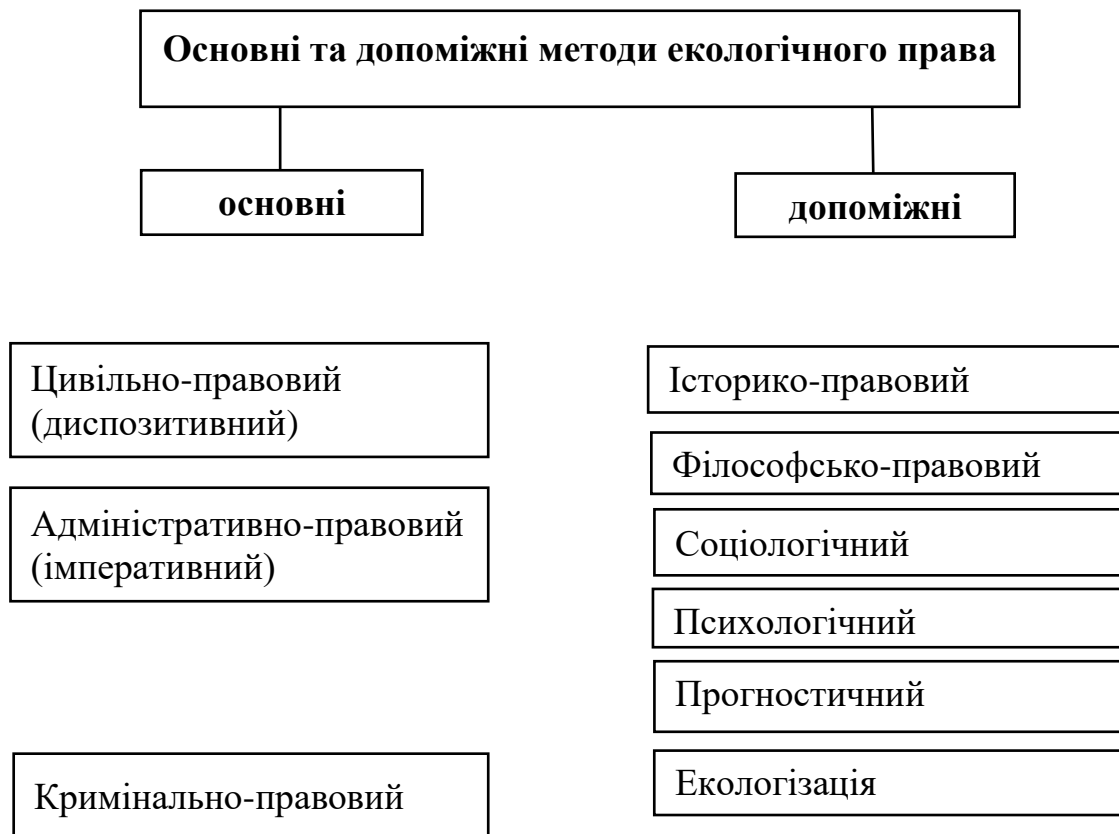 Основні та допоміжні методи екологічного права
основні
допоміжні
Цивільно-правовий
(диспозитивний)
Адміністративно-правовий
(імперативний)
Кримінально-правовий
Історико-правовий
Філософсько-правовий
Соціологічний
Психологічний
Прогностичний
Екологізація